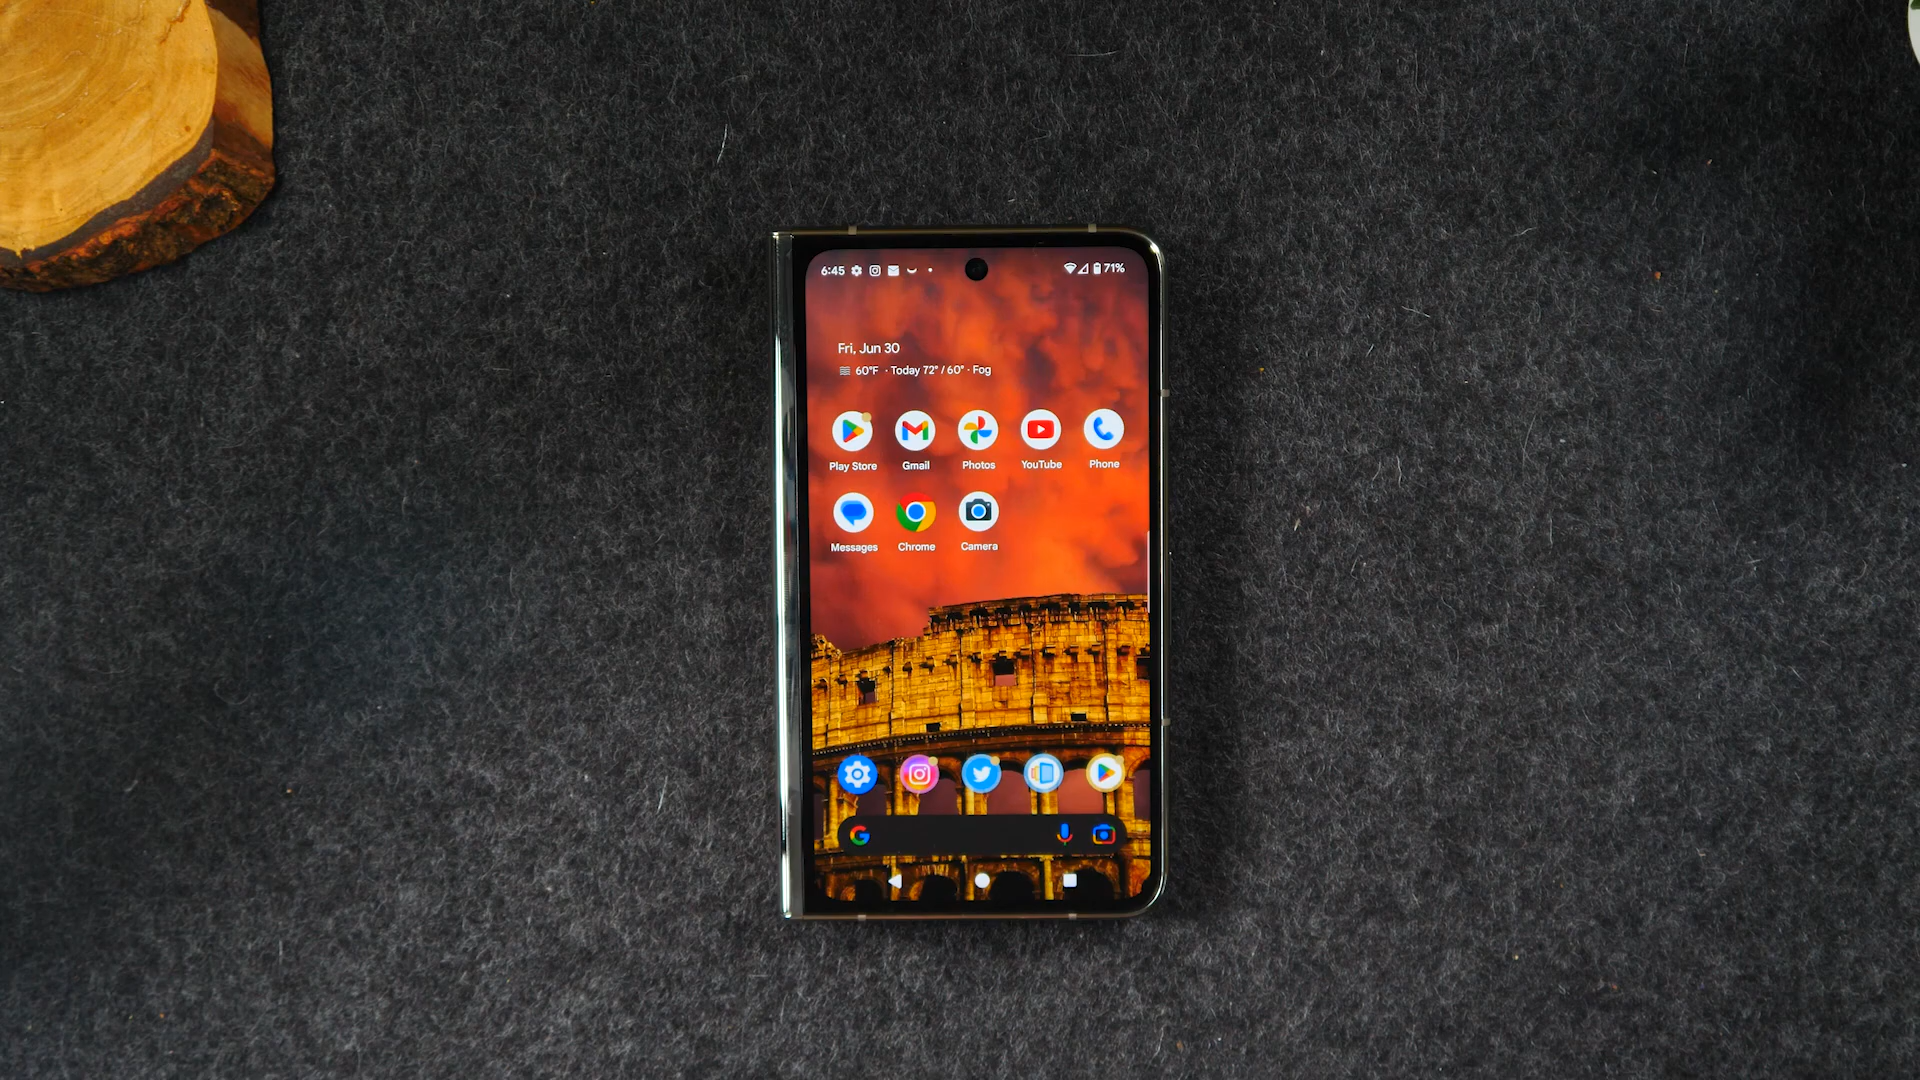 6:45 71%
Fri, Jun 30
60°F · Today 72° / 60° · Fog
Play Store Gmail Photos YouTube Phone
Messages Chrome Camera
G